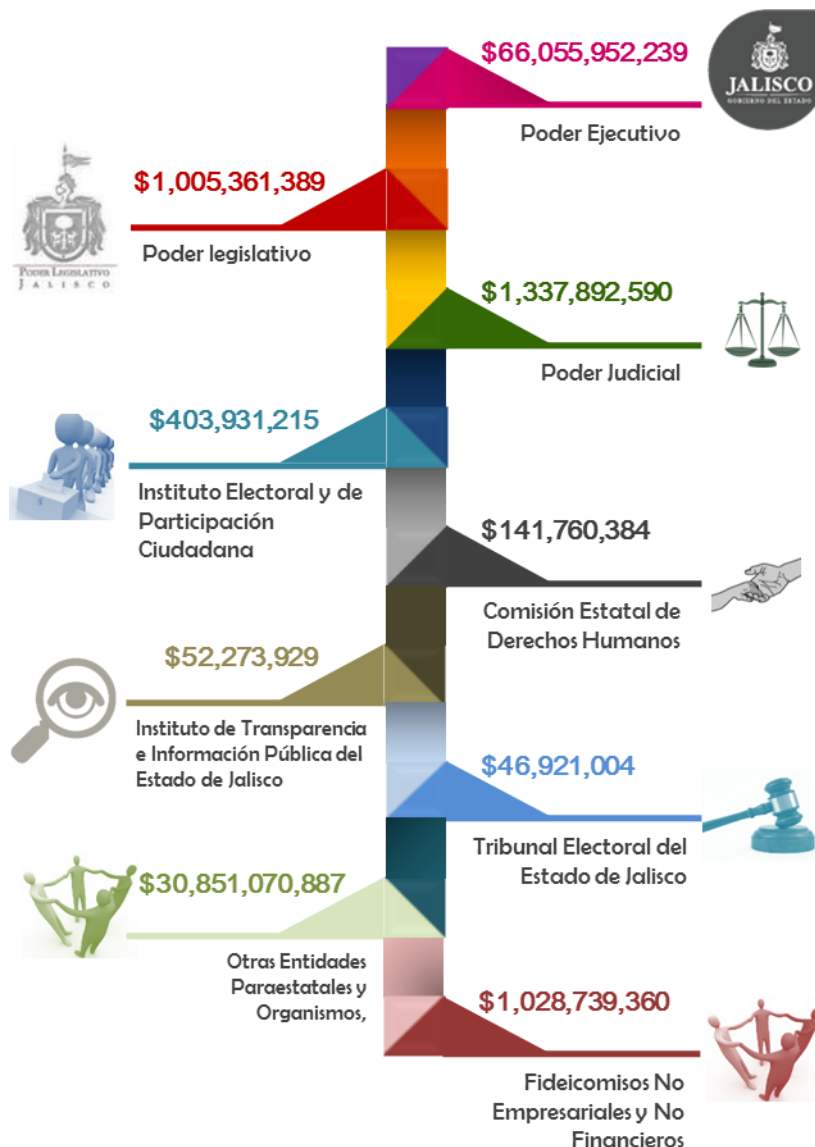 $66,055,952,239
JALISCO
GOBIERNO DEL ESTADO
Poder Ejecutivo
$1,005,361,389
PODER LEGISLATIVO
JALISCO
Poder legislativo
$1,337,892,590
Poder Judicial
$403,931,215
Instituto Electoral y de
Participación
Ciudadana
$141,760,384
Comisión Estatal de
Derechos Humanos
$52,273,929
Instituto de Transparencia
e Información Pública del
Estado de Jalisco
$46,921,004
Tribunal Electoral del
Estado de Jalisco
$30,851,070,887
Otras Entidades
Paraestatales y
Organismos,
$1,028,739,360
Fideicomisos No
Empresariales y No
Financieros